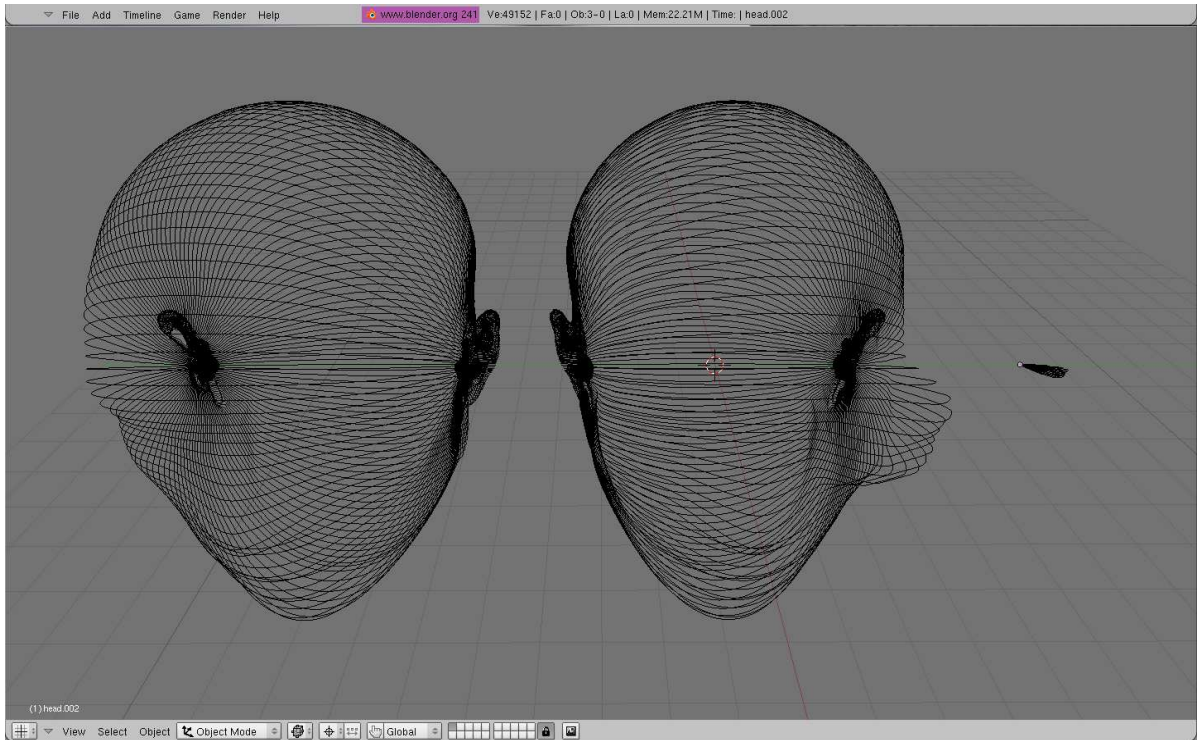 File Add Timeline Game Render Help www.blender.org 241 Ve:49152 | Fa:0 | Ob:3-0 | La:0 | Mem:22.21M | Time: | head.002
(1) head.002
View Select Object Object Mode Global